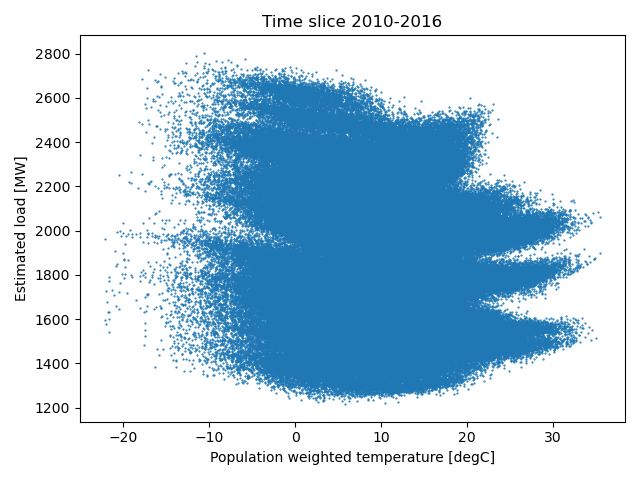 Time slice 2010-2016
Estimated load [MW]
2800
2600
2400
2200
2000
1800
1600
1400
1200
−20 −10 0 10 20 30
Population weighted temperature [degC]